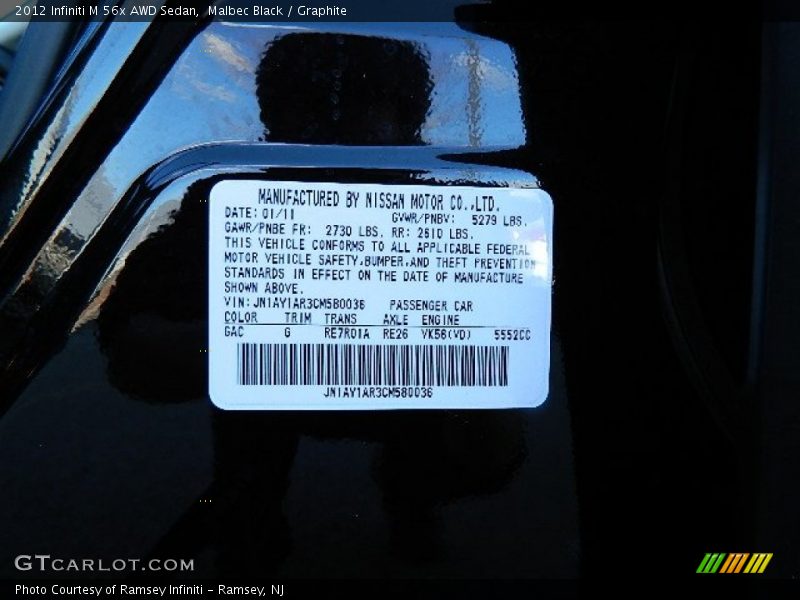 2012 Infiniti M 56x AWD Sedan, Malbec Black / Graphite
MANUFACTURED BY NISSAN MOTOR CO.,LTD.
DATE: 01/11 GVWR/PNBV: 5279 LBS.
GAWR/PNBE FR: 2730 LBS. RR: 2610 LBS.
THIS VEHICLE CONFORMS TO ALL APPLICABLE FEDERAL
MOTOR VEHICLE SAFETY,BUMPER,AND THEFT PREVENTION
STANDARDS IN EFFECT ON THE DATE OF MANUFACTURE
SHOWN ABOVE.
VIN: JN1AY1AR3CM580036 PASSENGER CAR
COLOR TRIM TRANS AXLE ENGINE
GAC G RE7R01A RE26 VK56(VD) 5552CC
JN1AY1AR3CM580036
GTCARLOT.COM
Photo Courtesy of Ramsey Infiniti - Ramsey, NJ